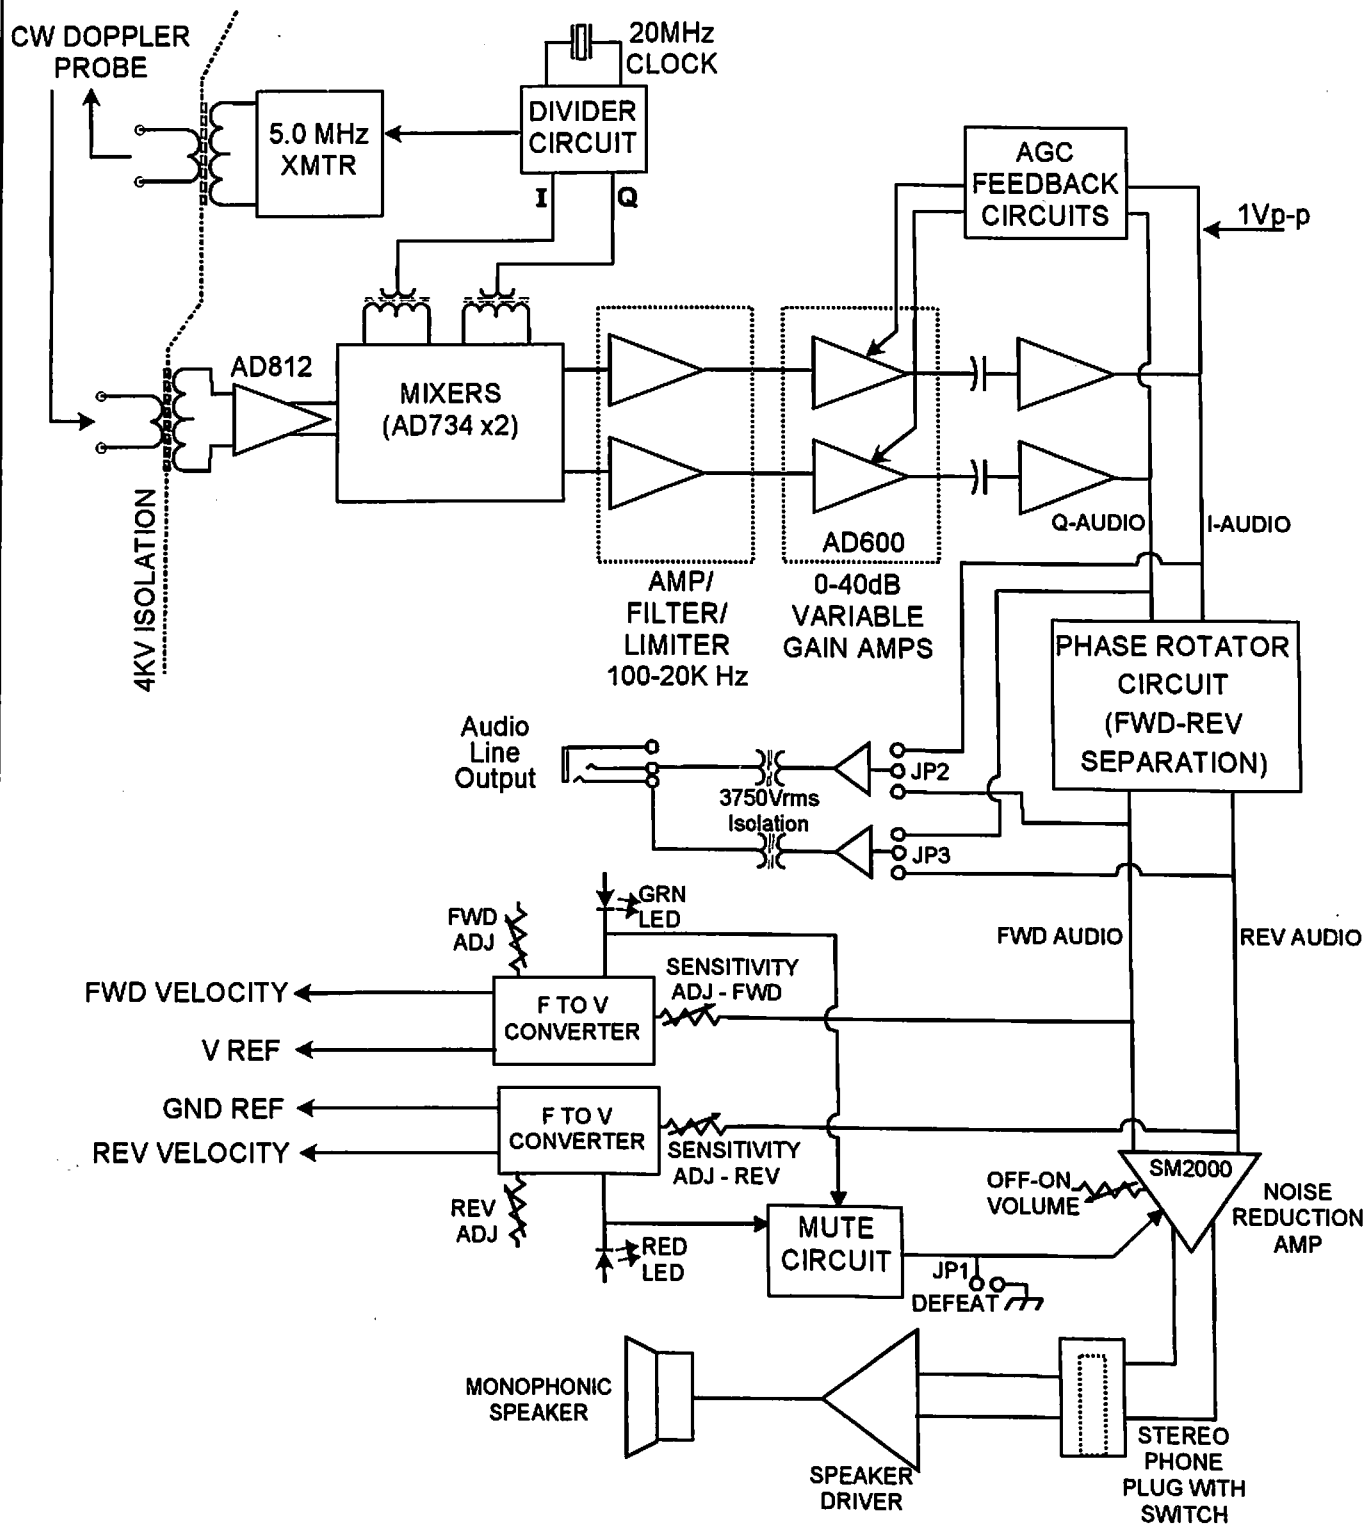 CW DOPPLER
PROBE
20MHz
CLOCK
5.0 MHz
XMTR
DIVIDER
CIRCUIT
I
Q
AGC
FEEDBACK
CIRCUITS
1Vp-p
AD812
MIXERS
(AD734 x2)
4KV ISOLATION
AD600
Q-AUDIO
I-AUDIO
AMP/
FILTER/
LIMITER
100-20K Hz
0-40dB
VARIABLE
GAIN AMPS
PHASE ROTATOR
CIRCUIT
(FWD-REV
SEPARATION)
Audio
Line
Output
3750Vrms
Isolation
JP2
JP3
GRN
LED
FWD
ADJ
FWD AUDIO
REV AUDIO
SENSITIVITY
ADJ - FWD
FWD VELOCITY
V REF
F TO V
CONVERTER
GND REF
REV VELOCITY
F TO V
CONVERTER
SENSITIVITY
ADJ - REV
REV
ADJ
RED
LED
MUTE
CIRCUIT
JP1
DEFEAT
OFF-ON
VOLUME
SM2000
NOISE
REDUCTION
AMP
MONOPHONIC
SPEAKER
SPEAKER
DRIVER
STEREO
PHONE
PLUG WITH
SWITCH